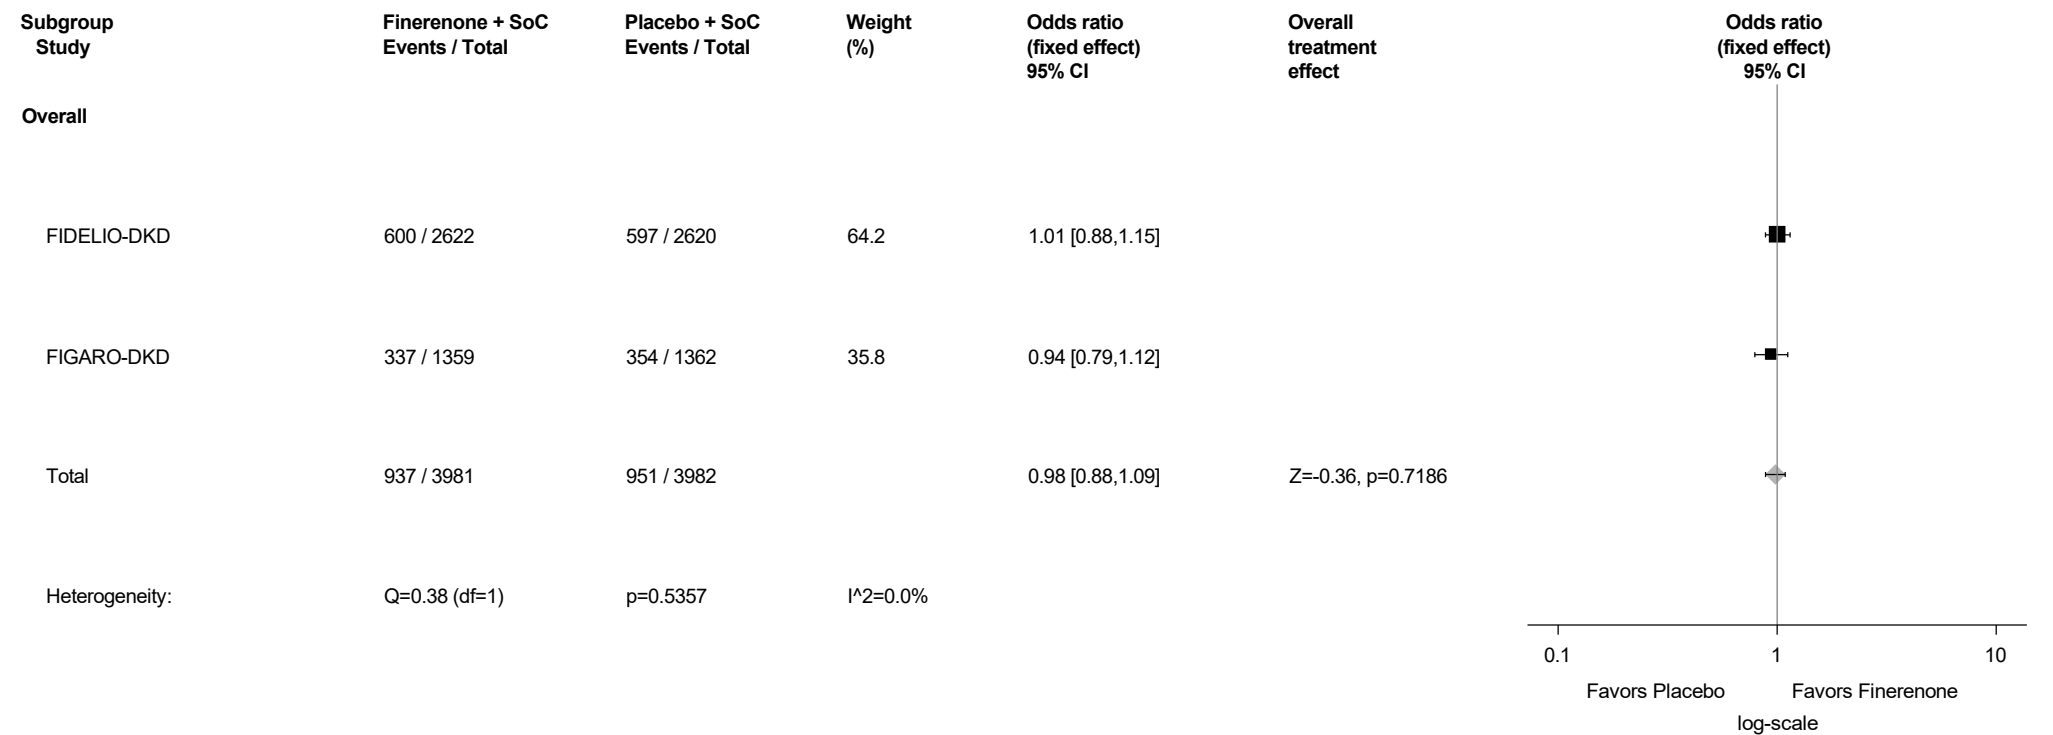 Subgroup Finerenone + SoC Placebo + SoC Weight Odds ratio Overall Odds ratio
Study Events / Total Events / Total (%) (fixed effect) treatment (fixed effect)
95% CI effect 95% CI
Overall
FIDELIO-DKD 600 / 2622 597 / 2620 64.2 1.01 [0.88,1.15]
FIGARO-DKD 337 / 1359 354 / 1362 35.8 0.94 [0.79,1.12]
Total 937 / 3981 951 / 3982 0.98 [0.88,1.09] Z=-0.36, p=0.7186
Heterogeneity: Q=0.38 (df=1) p=0.5357 I^2=0.0%
0.1 1 10
Favors Placebo Favors Finerenone
log-scale